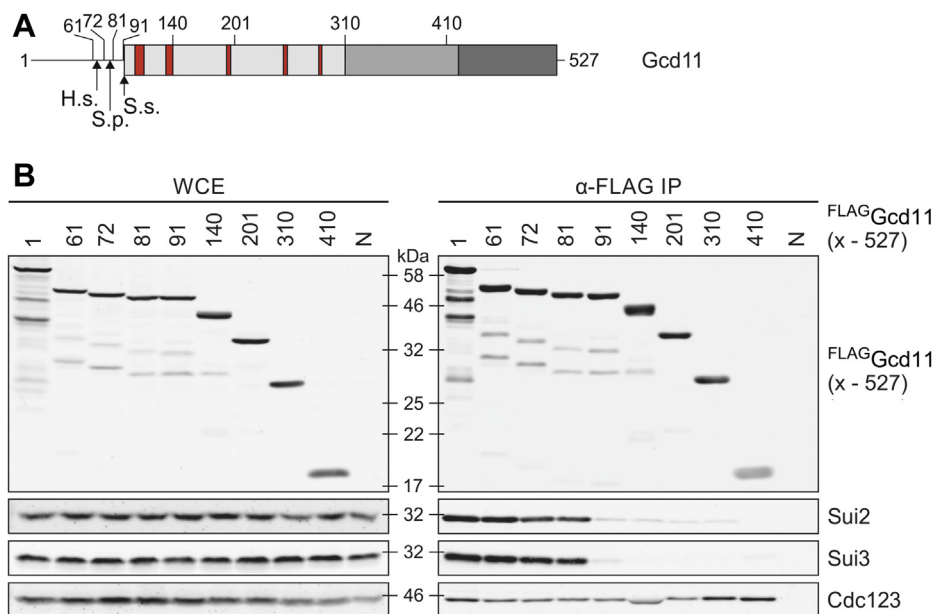 A
61 72 81 91 140 201 310 410
1 527 Gcd11
H.s. S.p. S.s.
B
WCE α-FLAG IP
1 61 72 81 91 140 201 310 410 N 1 61 72 81 91 140 201 310 410 N FLAGGcd11
(x - 527)
kDa
58
46
32 FLAGGcd11
(x - 527)
25
22
17
32 Sui2
32 Sui3
46 Cdc123